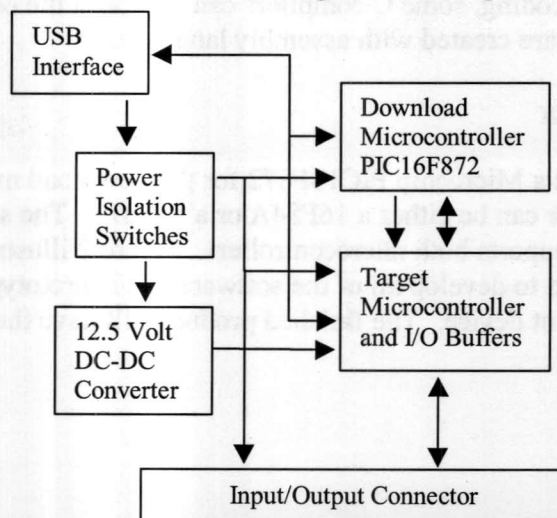 USB
Interface
Download
Microcontroller
PIC16F872
Power
Isolation
Switches
Target
Microcontroller
and I/O Buffers
12.5 Volt
DC-DC
Converter
Input/Output Connector